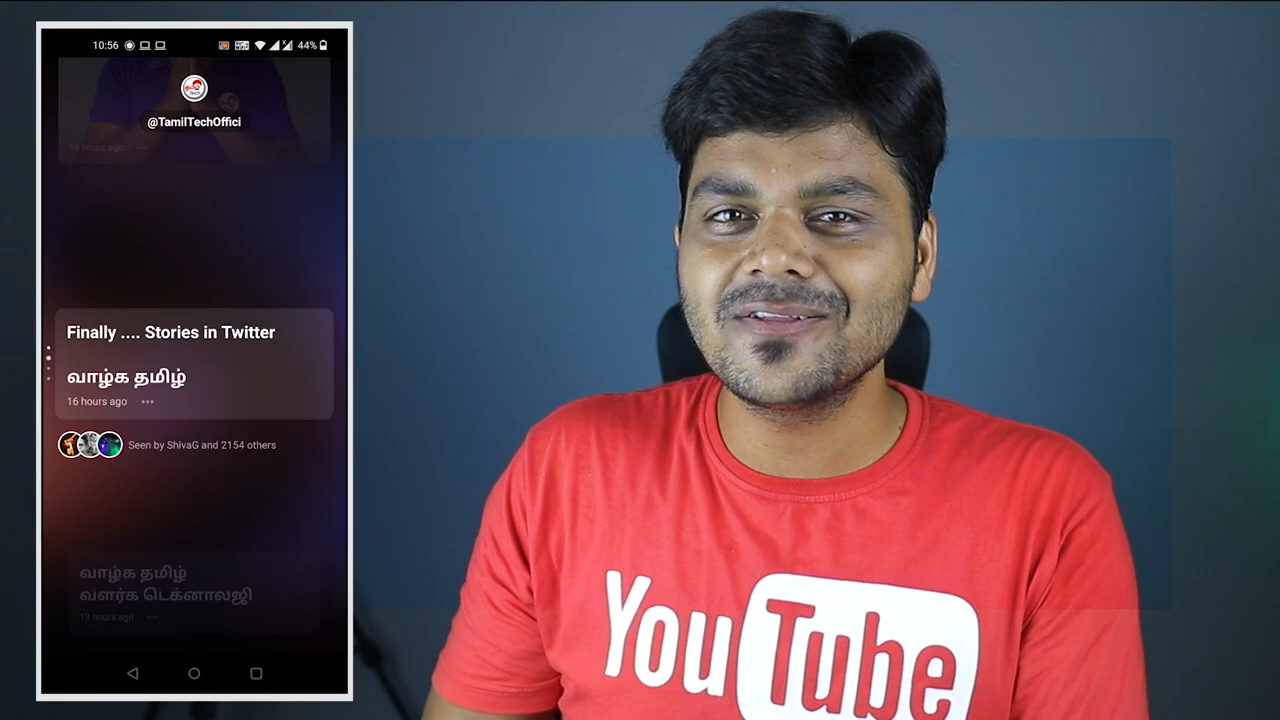 10:56
44%
@TamilTechOffici
16 hours ago
Finally .... Stories in Twitter
வாழ்க தமிழ்
16 hours ago
Seen by ShivaG and 2154 others
வாழ்க தமிழ்
வளர்க டெக்னாலஜி
13 hours ago
YouTube